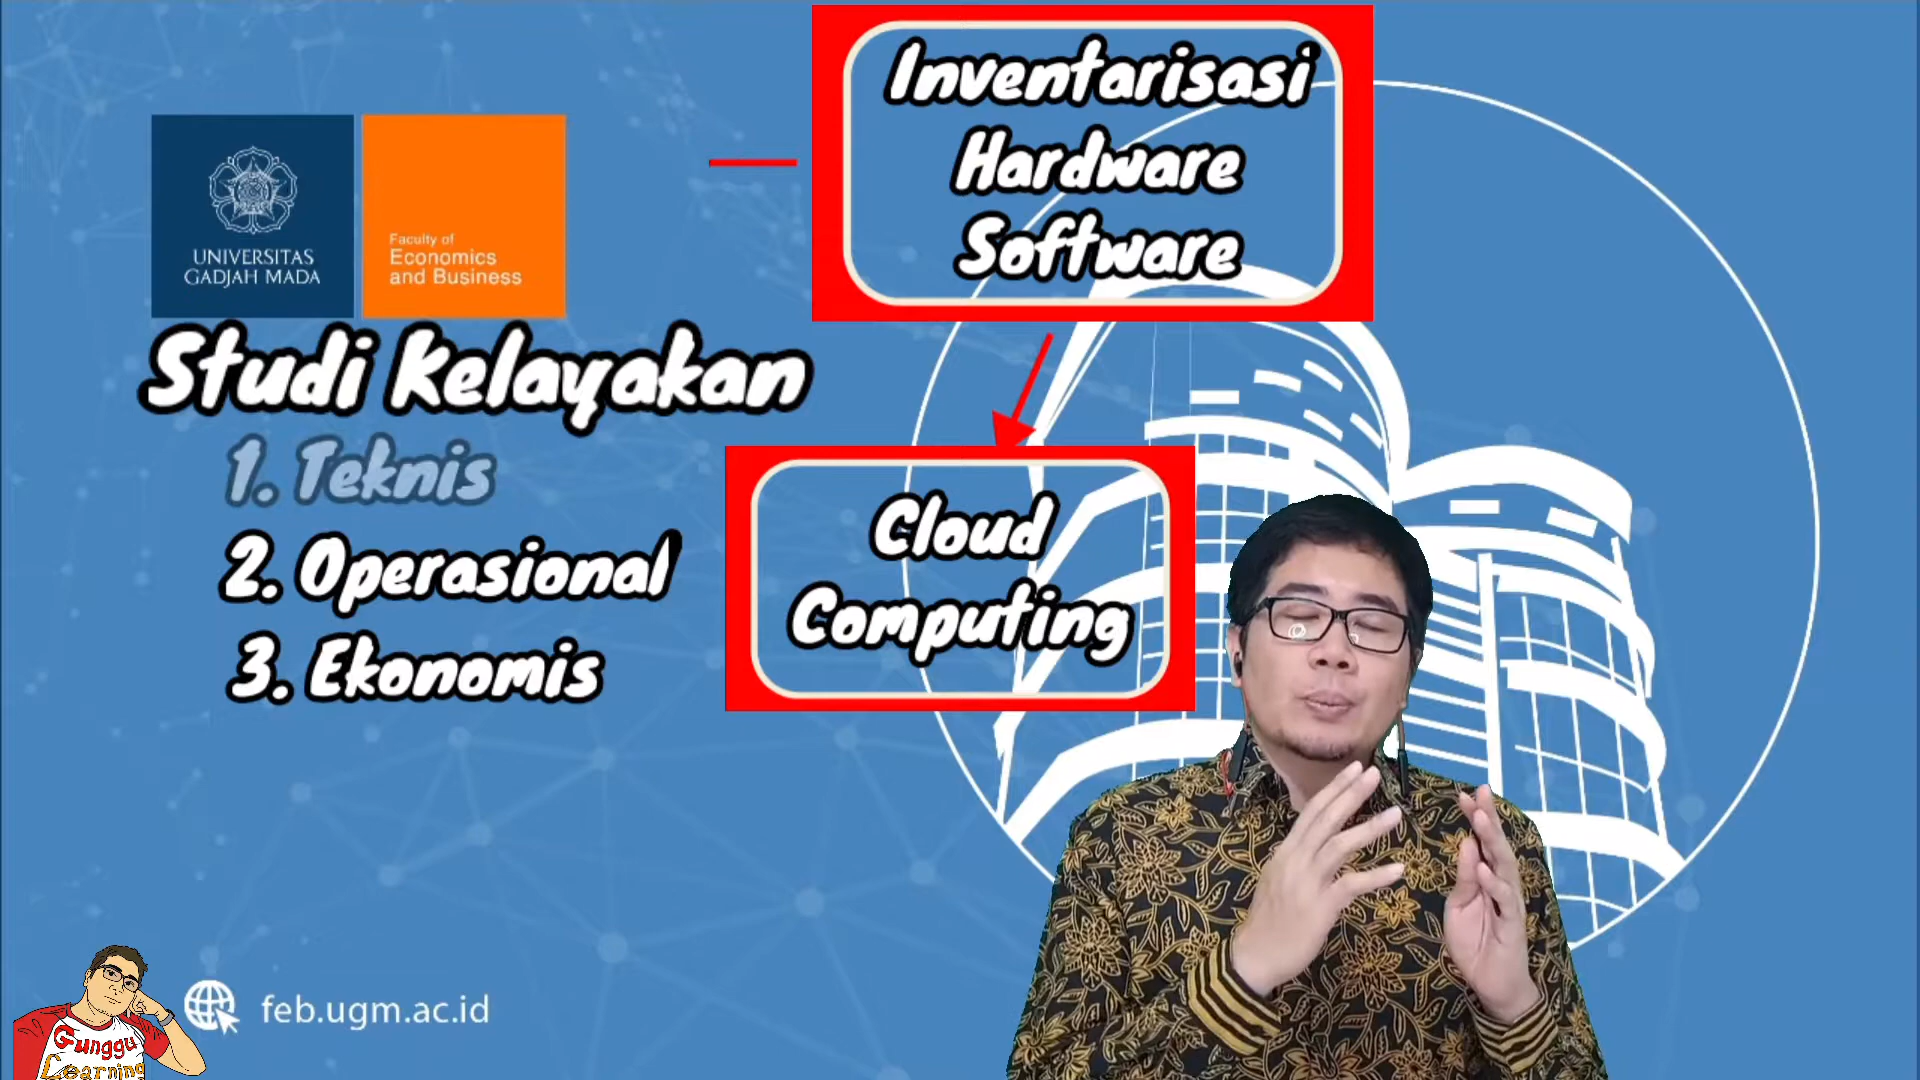 UNIVERSITAS
GADJAH MADA
Faculty of
Economics
and Business
Studi Kelayakan
1. Teknis
2. Operasional
3. Ekonomis
Inventarisasi
Hardware
Software
Cloud
Computing
feb.ugm.ac.id
Gunggu
Learning